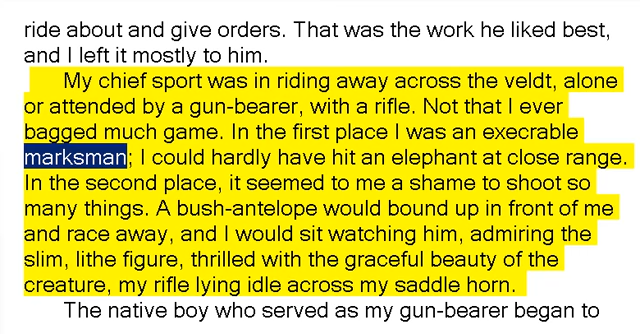 ride about and give orders. That was the work he liked best,
and I left it mostly to him.
My chief sport was in riding away across the veldt, alone
or attended by a gun-bearer, with a rifle. Not that I ever
bagged much game. In the first place I was an execrable
marksman; I could hardly have hit an elephant at close range.
In the second place, it seemed to me a shame to shoot so
many things. A bush-antelope would bound up in front of me
and race away, and I would sit watching him, admiring the
slim, lithe figure, thrilled with the graceful beauty of the
creature, my rifle lying idle across my saddle horn.
The native boy who served as my gun-bearer began to